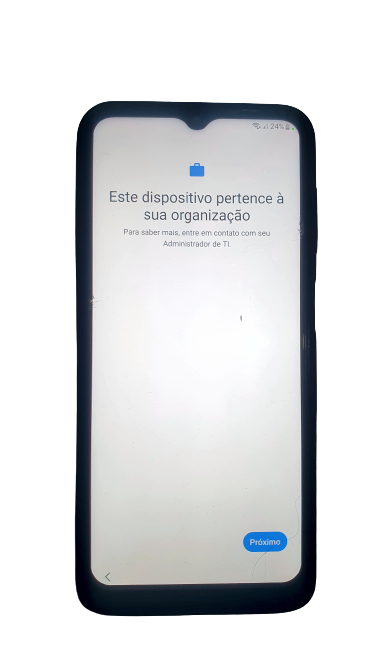 24%
Este dispositivo pertence à
sua organização
Para saber mais, entre em contato com seu
Administrador de TI.
Próximo